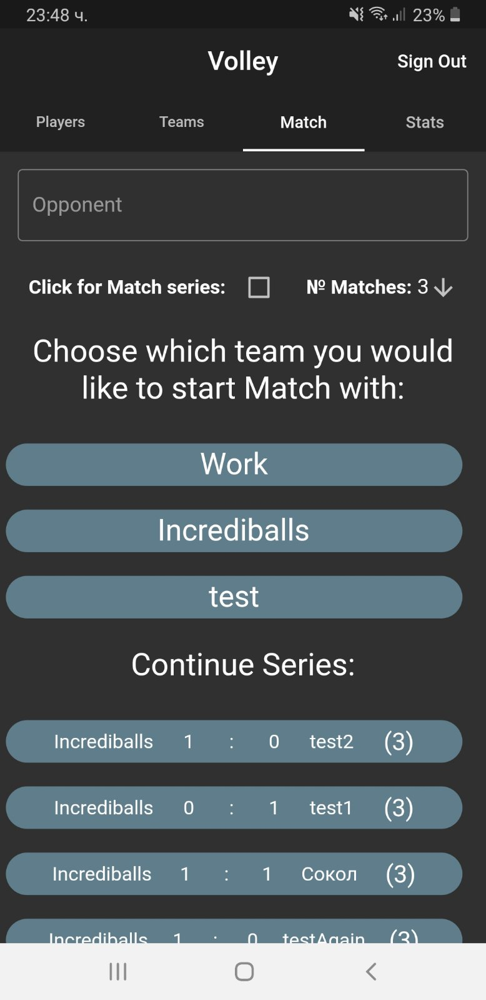 23:48 ч.
23%
Volley
Sign Out
Players Teams Match Stats
Opponent
Click for Match series: № Matches: 3
Choose which team you would
like to start Match with:
Work
Incrediballs
test
Continue Series:
Incrediballs 1 : 0 test2 (3)
Incrediballs 0 : 1 test1 (3)
Incrediballs 1 : 1 Сокол (3)
Incrediballs 1 : 0 testAgain (3)